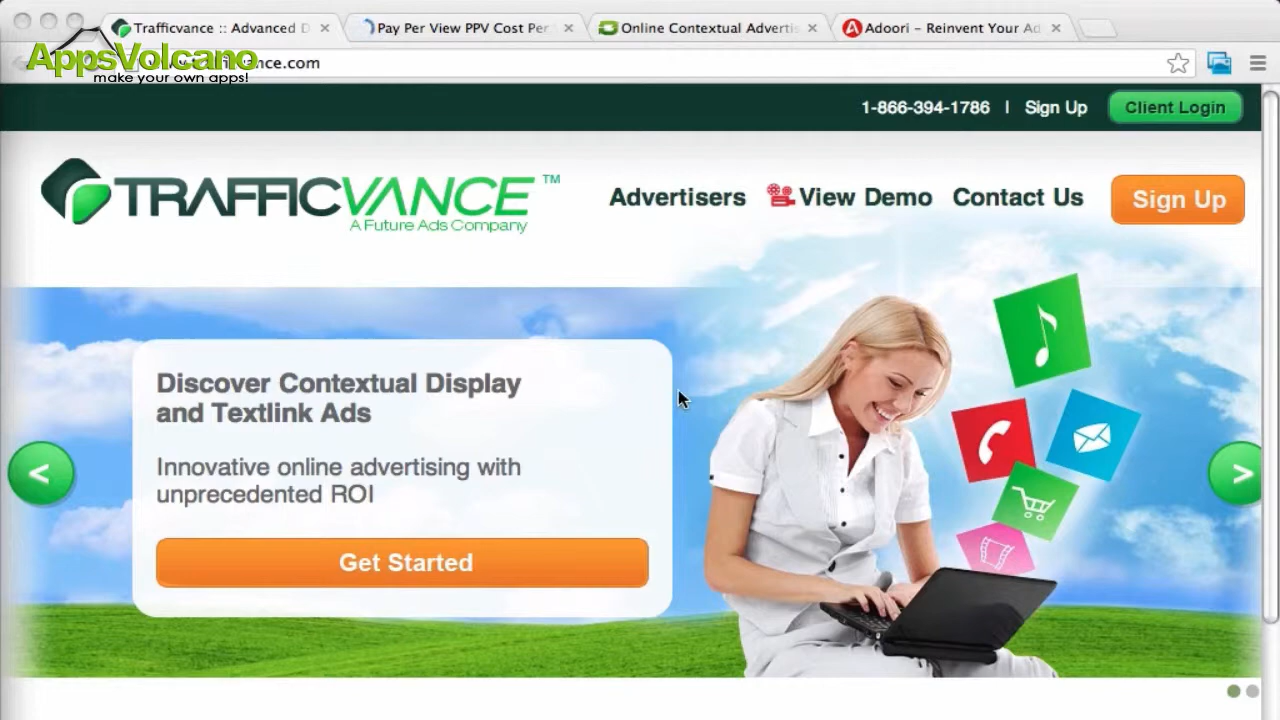 Trafficvance :: Advanced D
Pay Per View PPV Cost Per
Online Contextual Advertis
Adoori – Reinvent Your Ad
AppsVolcano
make your own apps!
vance.com
1-866-394-1786 | Sign Up Client Login
TRAFFICVANCE™
A Future Ads Company
Advertisers View Demo Contact Us Sign Up
Discover Contextual Display
and Textlink Ads
Innovative online advertising with
unprecedented ROI
Get Started
< >